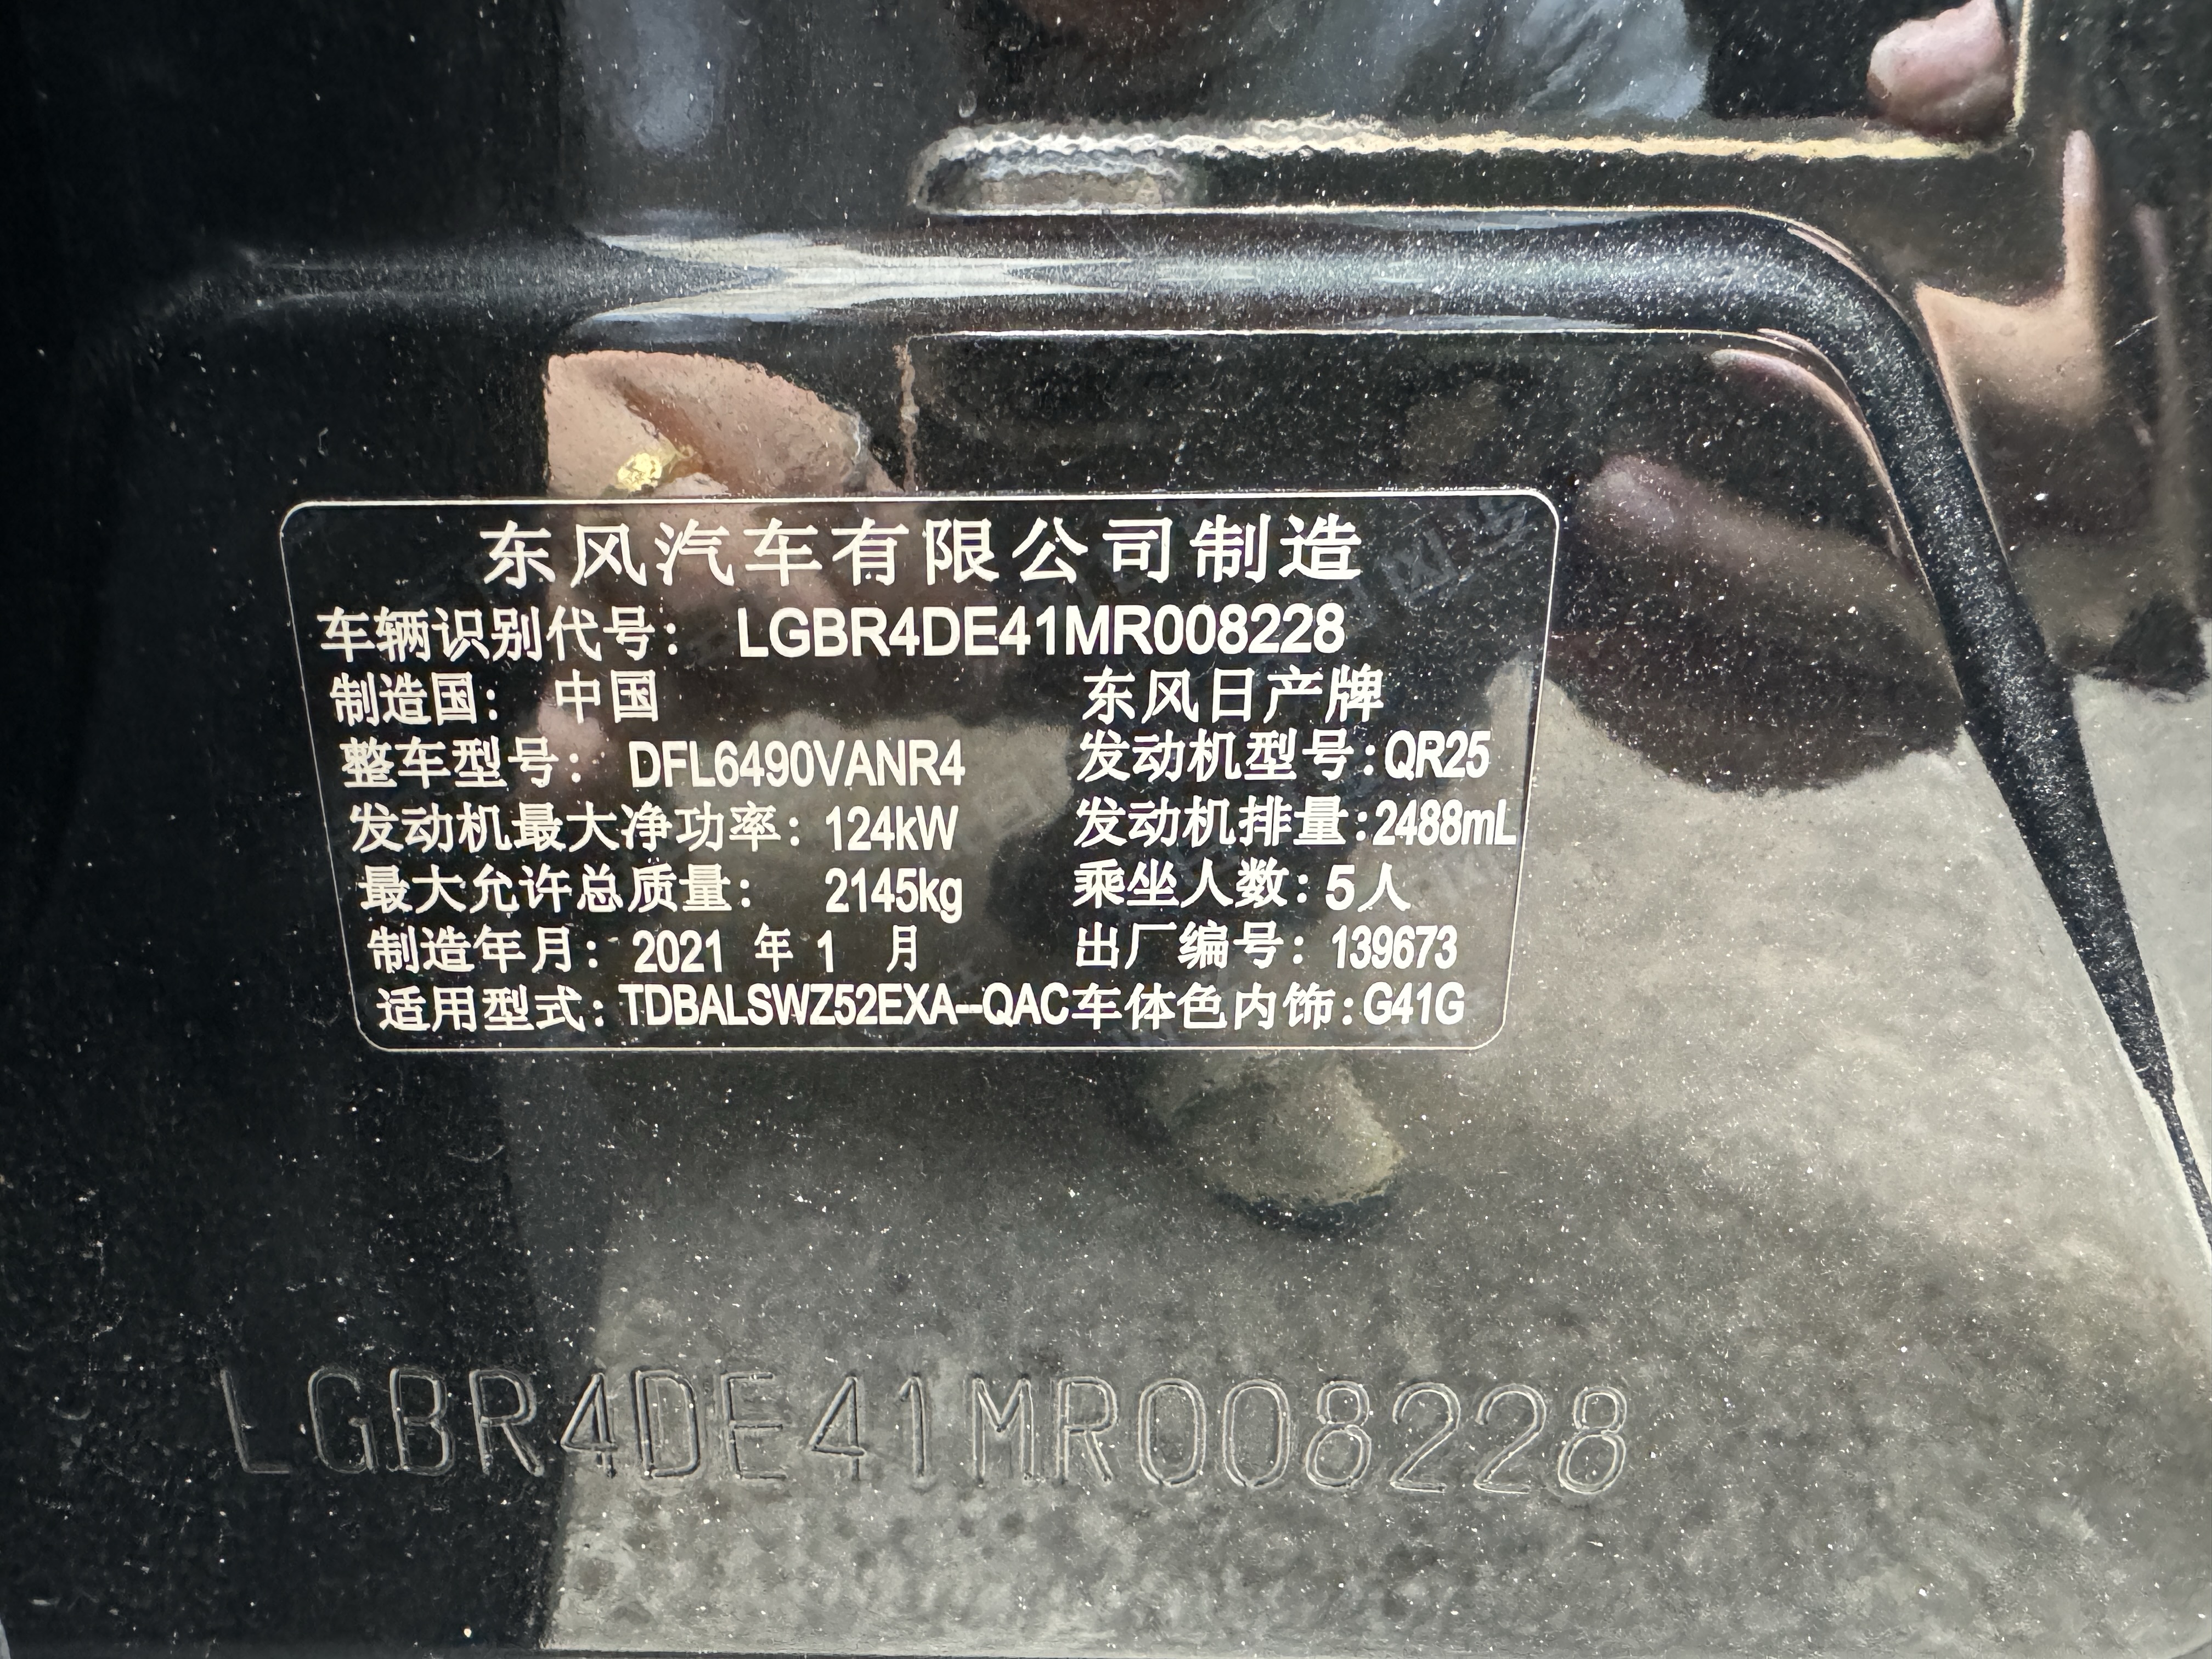 东风汽车有限公司制造
车辆识别代号: LGBR4DE41MR008228
制造国: 中国 东风日产牌
整车型号: DFL6490VANR4 发动机型号:QR25
发动机最大净功率: 124kW 发动机排量:2488mL
最大允许总质量: 2145kg 乘坐人数: 5人
制造年月: 2021 年 1 月 出厂编号: 139673
适用型式: TDBALSWZ52EXA--QAC 车体色内饰:G41G
LGBR4DE41MR008228